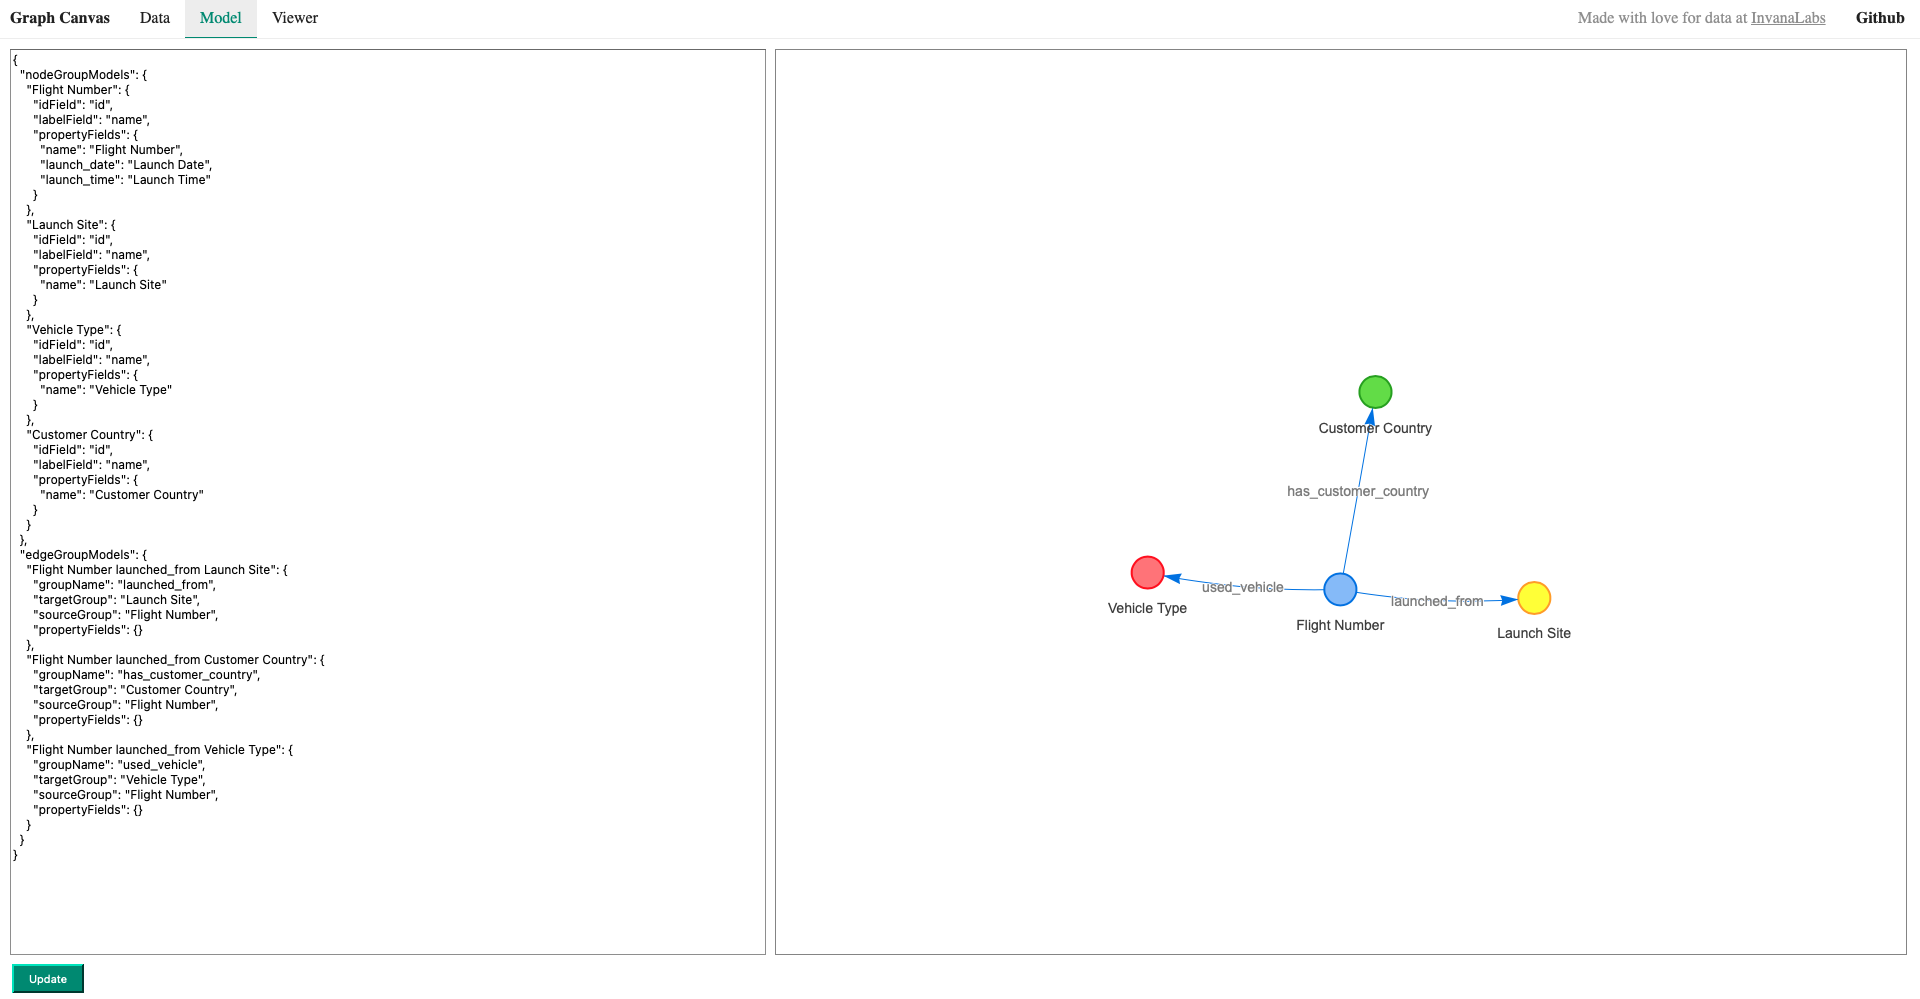 Graph Canvas Data Model Viewer Made with love for data at InvanaLabs Github
{
"nodeGroupModels": {
"Flight Number": {
"idField": "id",
"labelField": "name",
"propertyFields": {
"name": "Flight Number",
"launch_date": "Launch Date",
"launch_time": "Launch Time"
}
},
"Launch Site": {
"idField": "id",
"labelField": "name",
"propertyFields": {
"name": "Launch Site"
}
},
"Vehicle Type": {
"idField": "id",
"labelField": "name",
"propertyFields": {
"name": "Vehicle Type"
}
},
"Customer Country": {
"idField": "id",
"labelField": "name",
"propertyFields": {
"name": "Customer Country"
}
}
},
"edgeGroupModels": {
"Flight Number launched_from Launch Site": {
"groupName": "launched_from",
"targetGroup": "Launch Site",
"sourceGroup": "Flight Number",
"propertyFields": {}
},
"Flight Number launched_from Customer Country": {
"groupName": "has_customer_country",
"targetGroup": "Customer Country",
"sourceGroup": "Flight Number",
"propertyFields": {}
},
"Flight Number launched_from Vehicle Type": {
"groupName": "used_vehicle",
"targetGroup": "Vehicle Type",
"sourceGroup": "Flight Number",
"propertyFields": {}
}
}
}
Customer Country
has_customer_country
used_vehicle
launched_from
Vehicle Type
Flight Number
Launch Site
Update